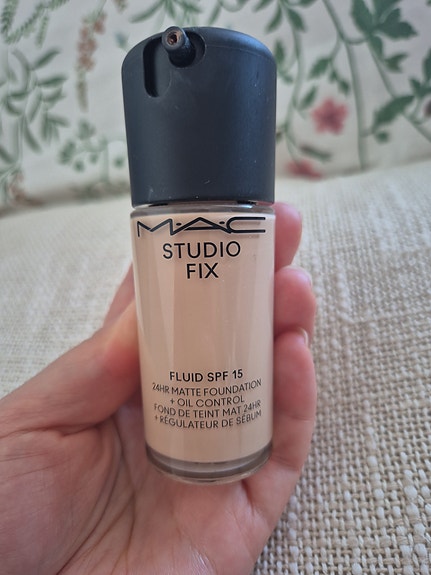 M·A·C
STUDIO
FIX
FLUID SPF 15
24HR MATTE FOUNDATION
+ OIL CONTROL
FOND DE TEINT MAT 24HR
+ RÉGULATEUR DE SÉBUM